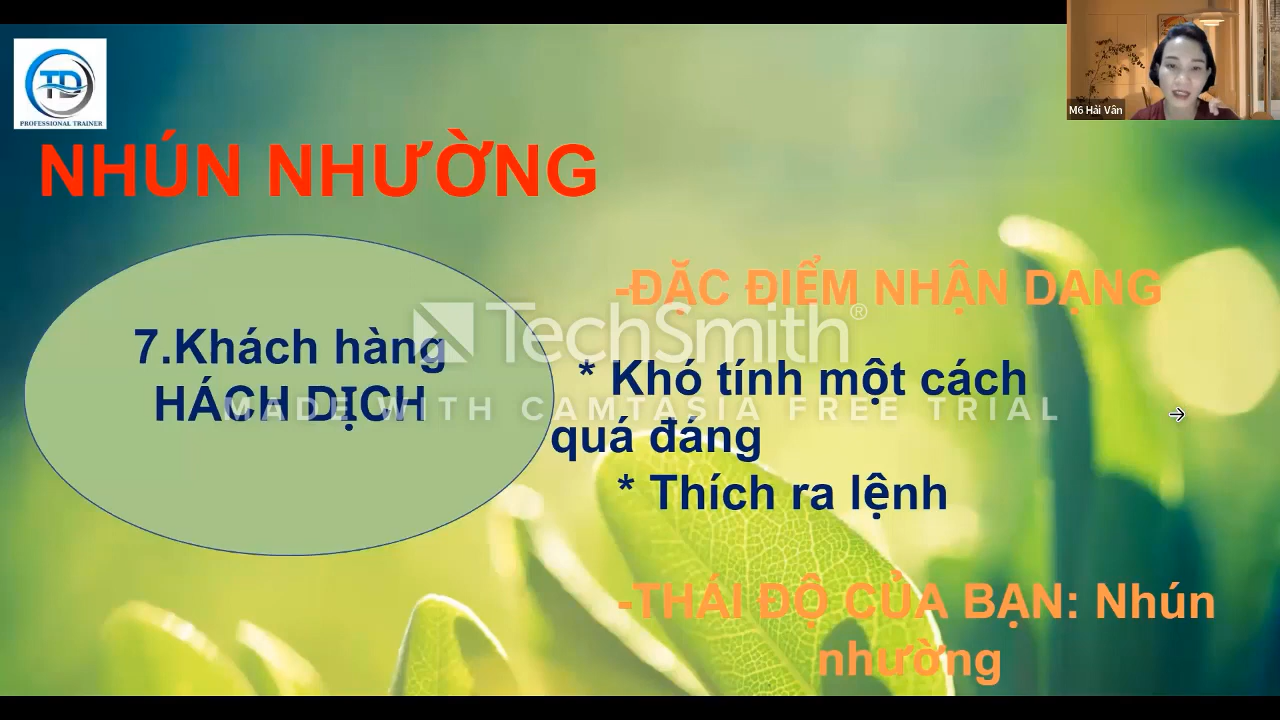 TD
PROFESSIONAL TRAINER
M6 Hải Vân
NHÚN NHƯỜNG
-ĐẶC ĐIỂM NHẬN DẠNG
7.Khách hàng
HÁCH DỊCH
TechSmith®
* Khó tính một cách
MADE WITH CAMTASIA FREE TRIAL
quá đáng
* Thích ra lệnh
-THÁI ĐỘ CỦA BẠN: Nhún
nhường